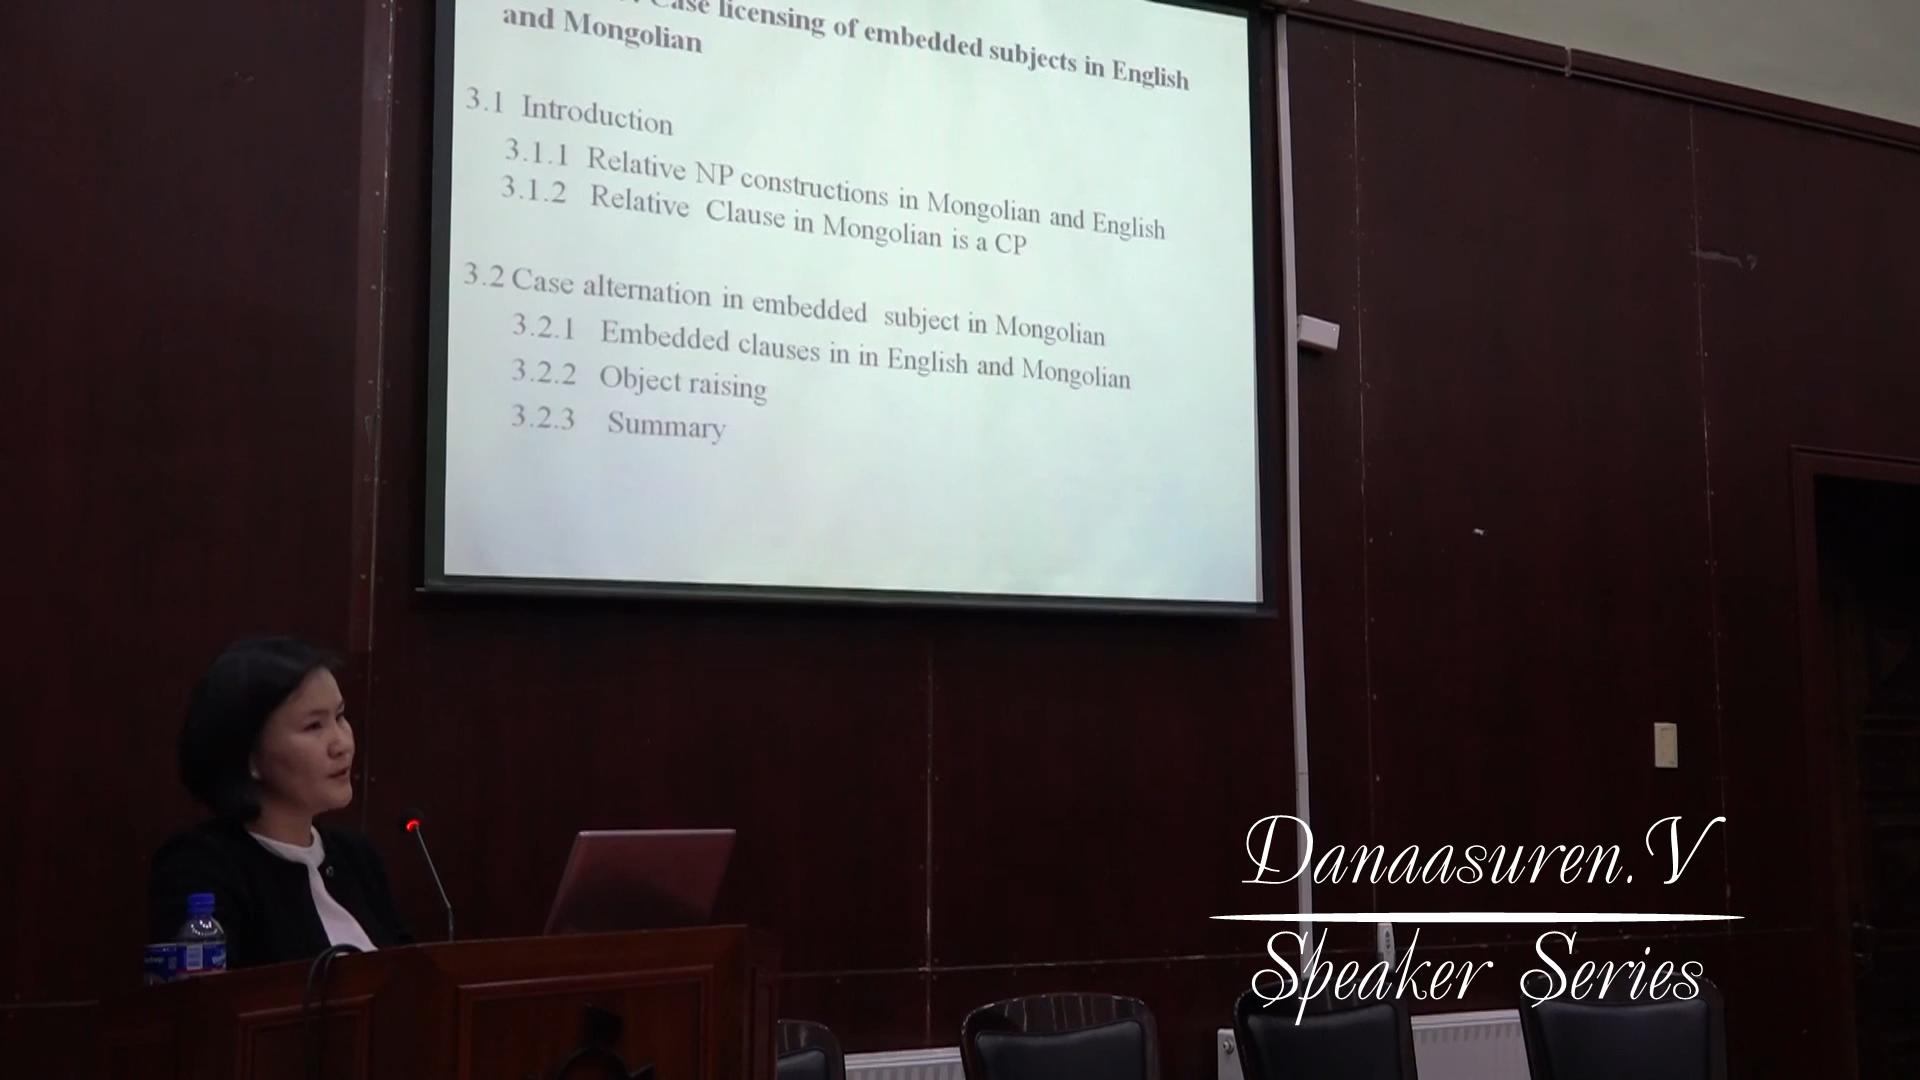 Case licensing of embedded subjects in English
and Mongolian
3.1 Introduction
3.1.1 Relative NP constructions in Mongolian and English
3.1.2 Relative Clause in Mongolian is a CP
3.2 Case alternation in embedded subject in Mongolian
3.2.1 Embedded clauses in in English and Mongolian
3.2.2 Object raising
3.2.3 Summary
Danaasuren.V
Speaker Series